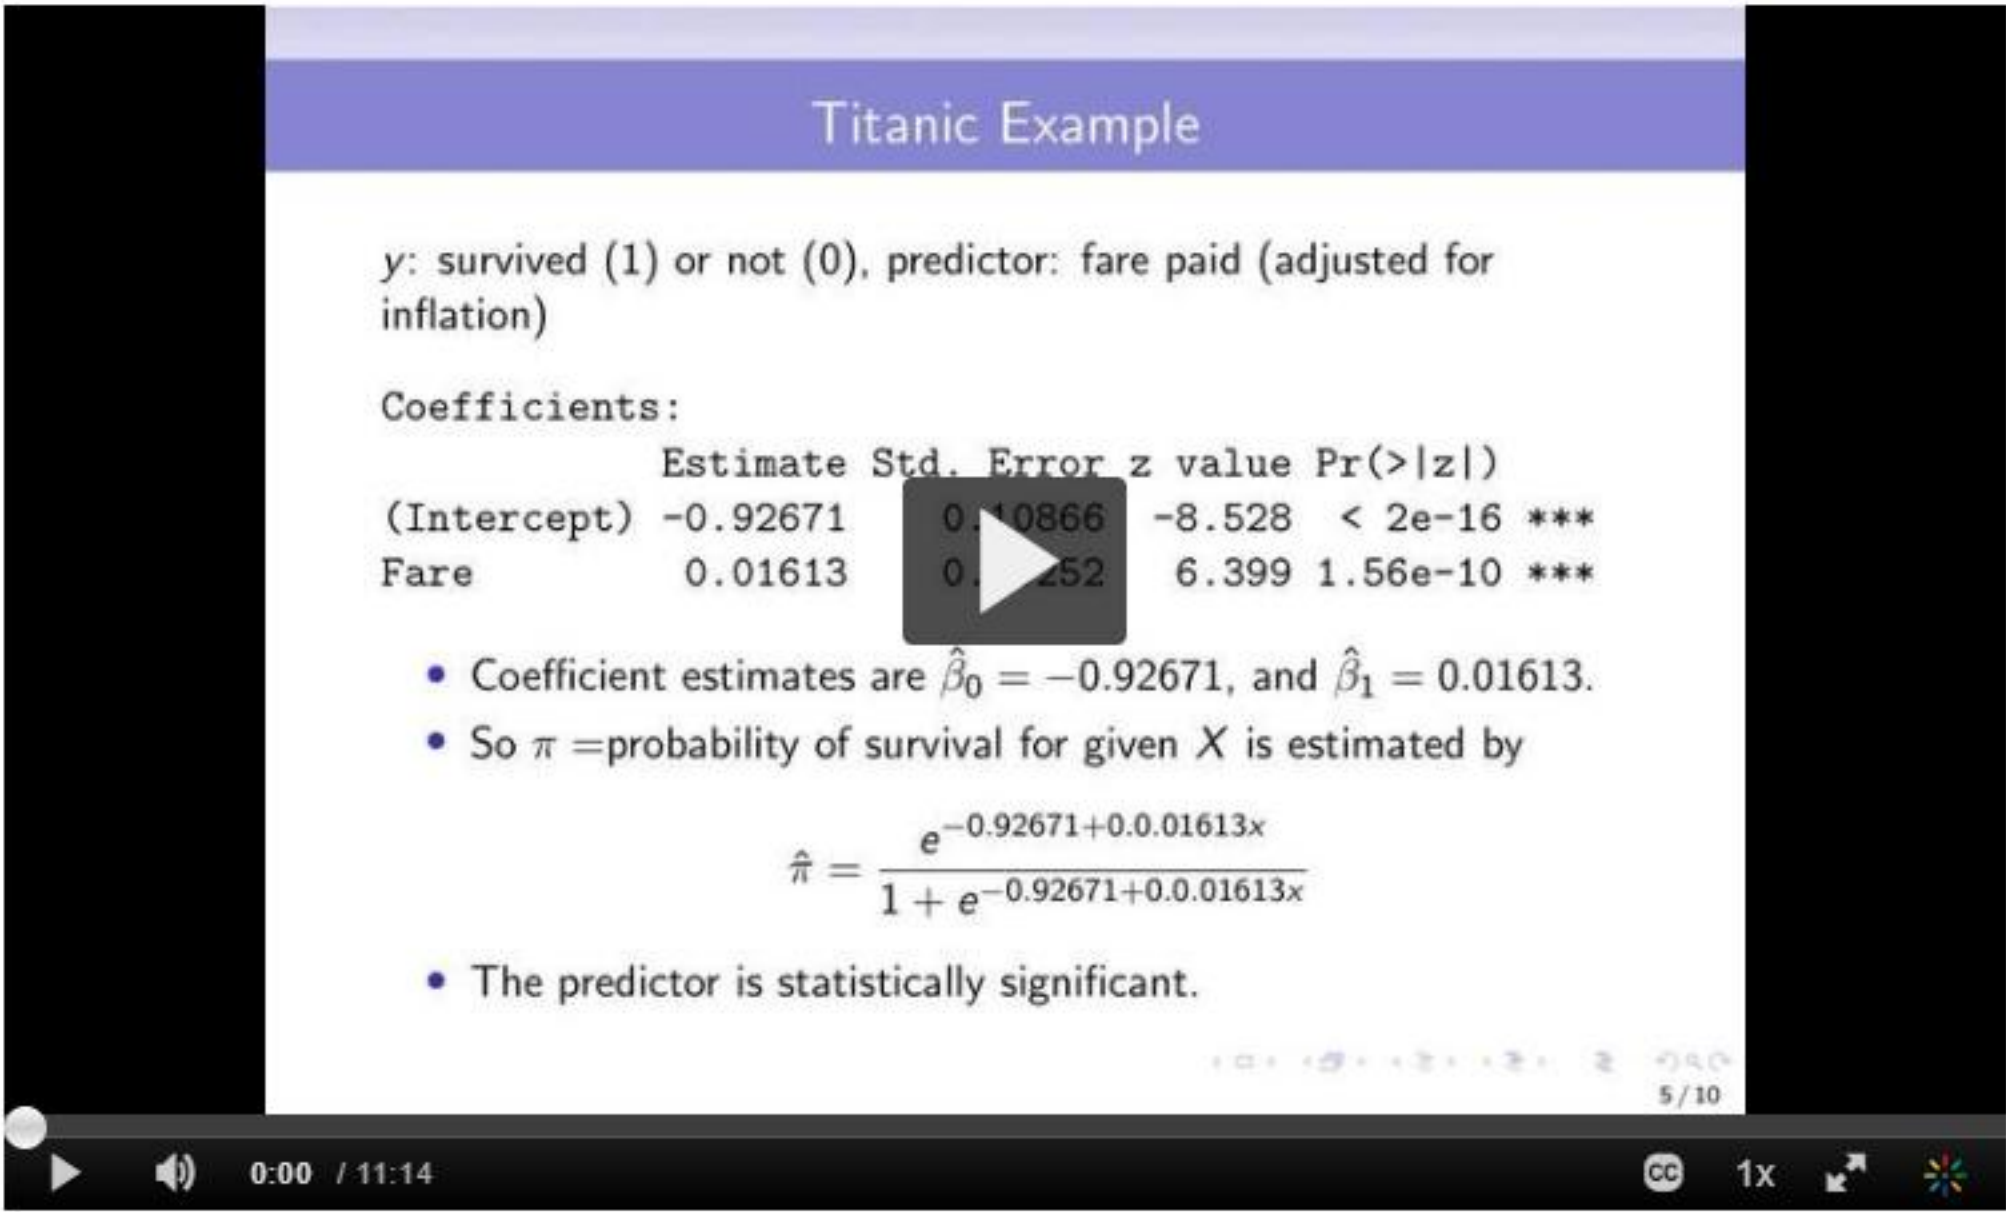 Titanic Example
y: survived (1) or not (0), predictor: fare paid (adjusted for
inflation)
Coefficients:
Estimate Std. Error z value Pr(>|z|)
(Intercept) -0.92671 0.10866 -8.528 < 2e-16 ***
Fare 0.01613 6.399 1.56e-10 ***
• Coefficient estimates are β̂₀ = −0.92671, and β̂₁ = 0.01613.
• So π =probability of survival for given X is estimated by
π̂ = e^{−0.92671+0.0.01613x} / 1 + e^{−0.92671+0.0.01613x}
• The predictor is statistically significant.
5 / 10
0:00 / 11:14 CC 1x